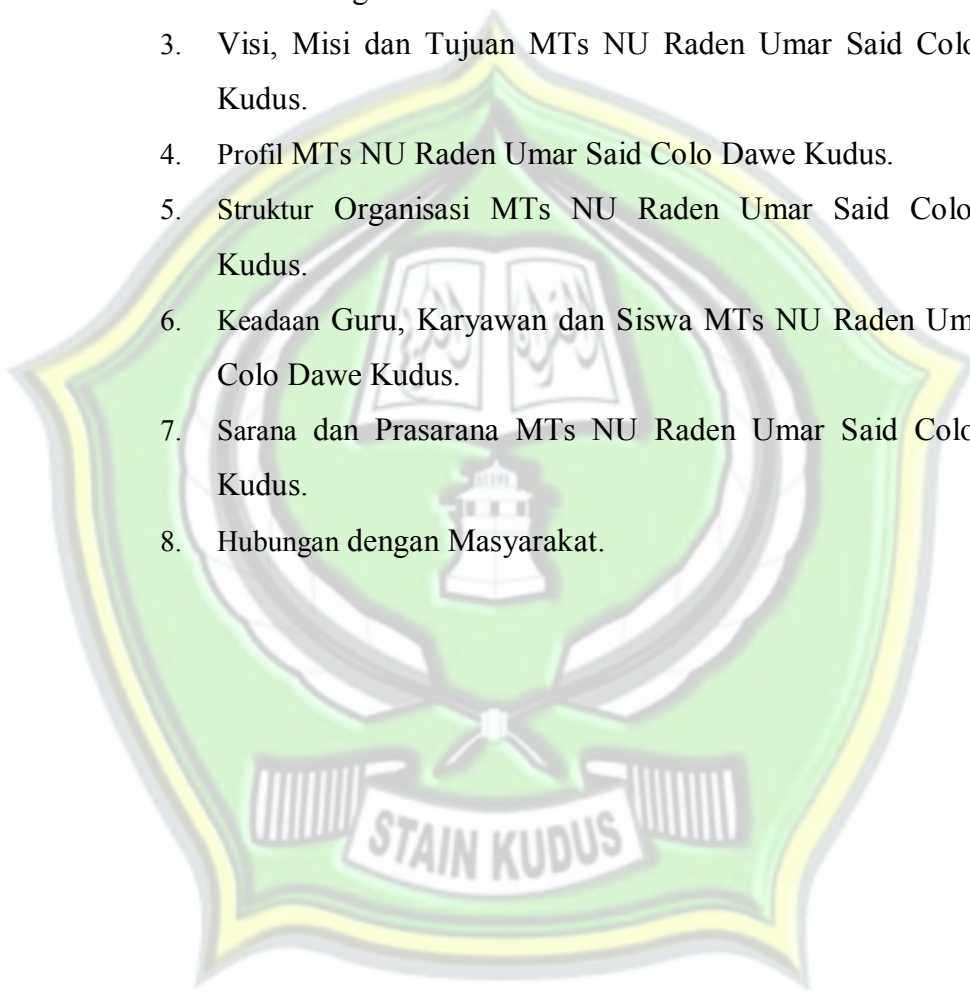 3. Visi, Misi dan Tujuan MTs NU Raden Umar Said Colo
Kudus.
4. Profil MTs NU Raden Umar Said Colo Dawe Kudus.
5. Struktur Organisasi MTs NU Raden Umar Said Colo
Kudus.
6. Keadaan Guru, Karyawan dan Siswa MTs NU Raden Um
Colo Dawe Kudus.
7. Sarana dan Prasarana MTs NU Raden Umar Said Colo
Kudus.
8. Hubungan dengan Masyarakat.
STAIN KUDUS